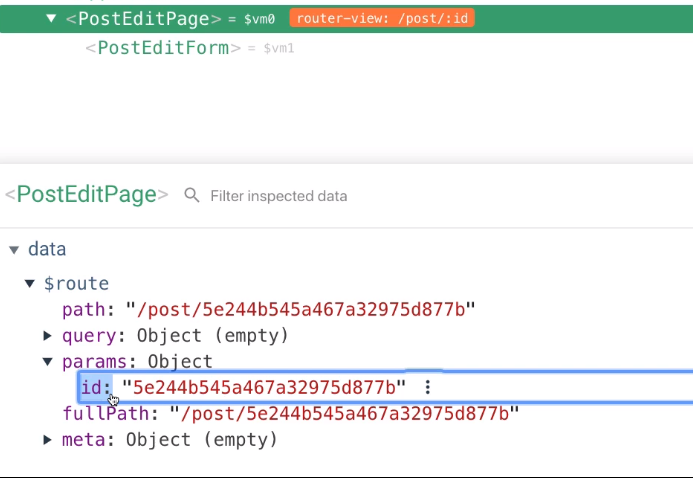 <PostEditPage> = $vm0 router-view: /post/:id
<PostEditForm> = $vm1
<PostEditPage> Filter inspected data
data
$route
path: "/post/5e244b545a467a32975d877b"
query: Object (empty)
params: Object
id: "5e244b545a467a32975d877b"
fullPath: "/post/5e244b545a467a32975d877b"
meta: Object (empty)